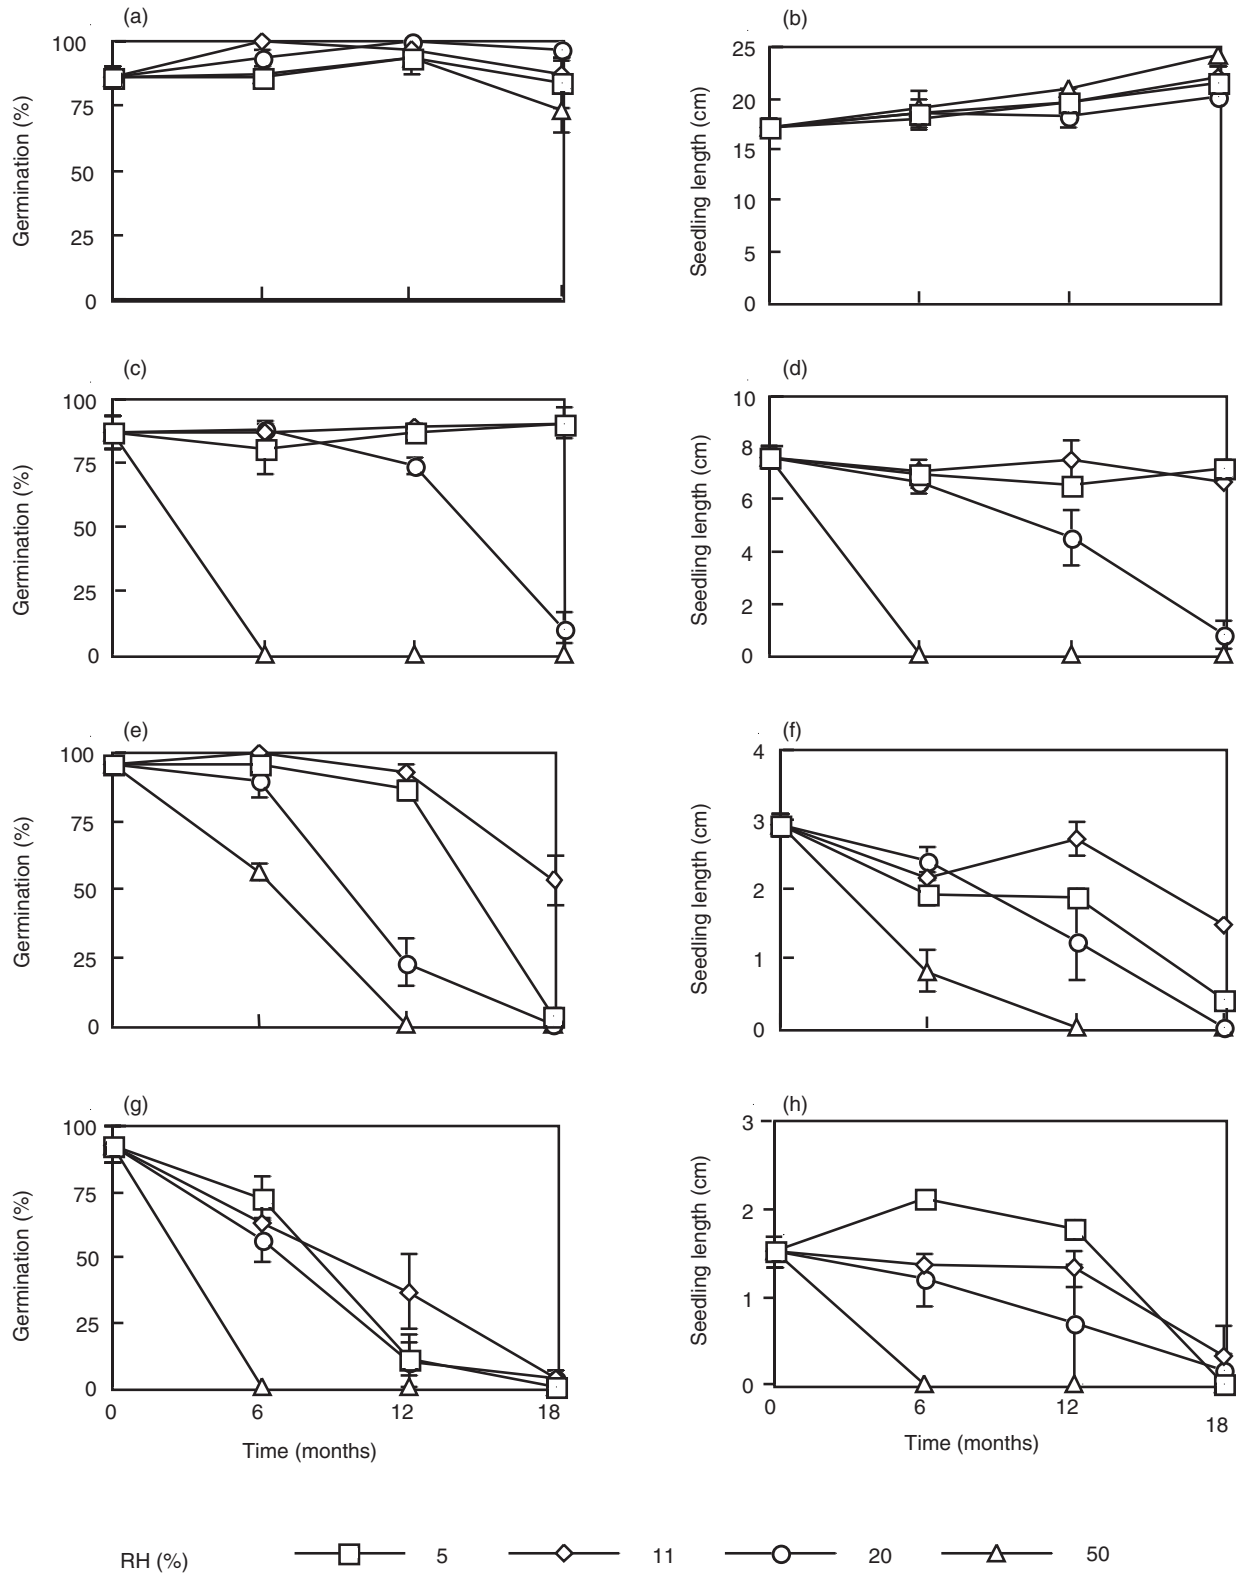 (a)
100
75
50
25
0
Germination (%)
(b)
25
20
15
10
5
0
Seedling length (cm)
(c)
100
75
50
25
0
Germination (%)
(d)
10
8
6
4
2
0
Seedling length (cm)
(e)
100
75
50
25
0
Germination (%)
(f)
4
3
2
1
0
Seedling length (cm)
(g)
100
75
50
25
0
Germination (%)
0 6 12 18
Time (months)
(h)
3
2
1
0
Seedling length (cm)
0 6 12 18
Time (months)
RH (%) 5 11 20 50